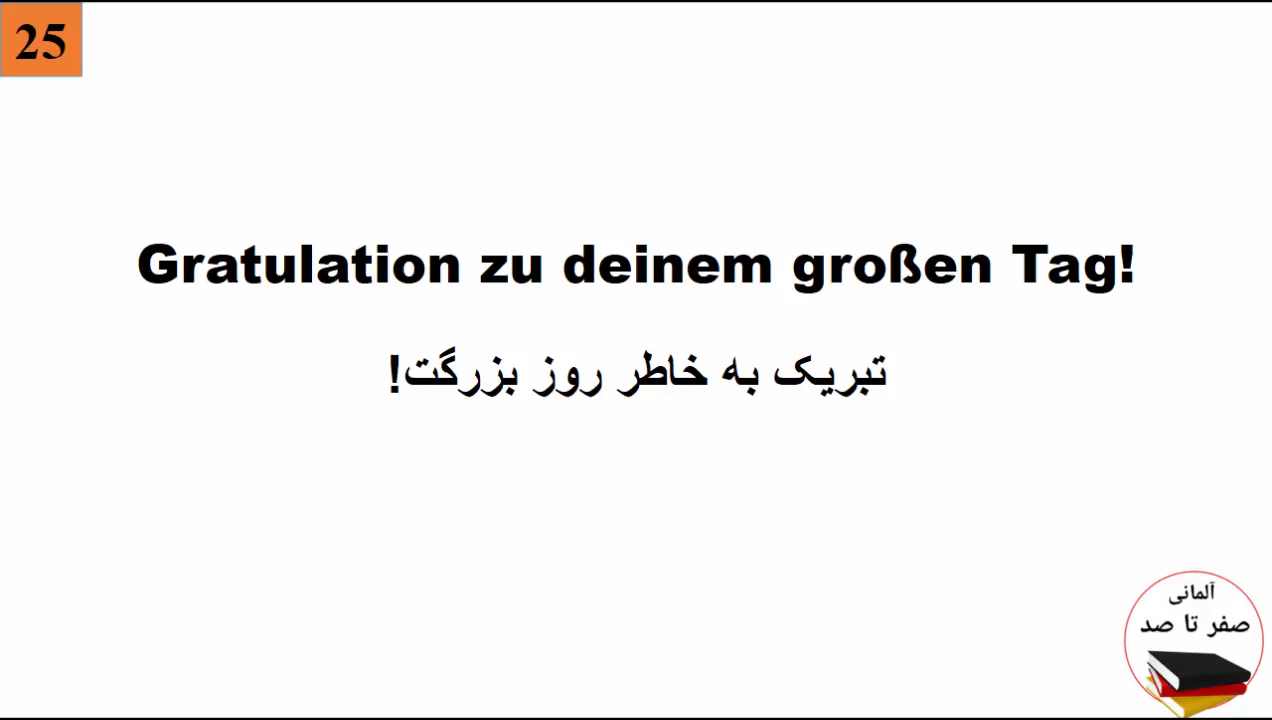 25
Gratulation zu deinem großen Tag!
تبریک به خاطر روز بزرگت!
آلمانی
صفر تا صد